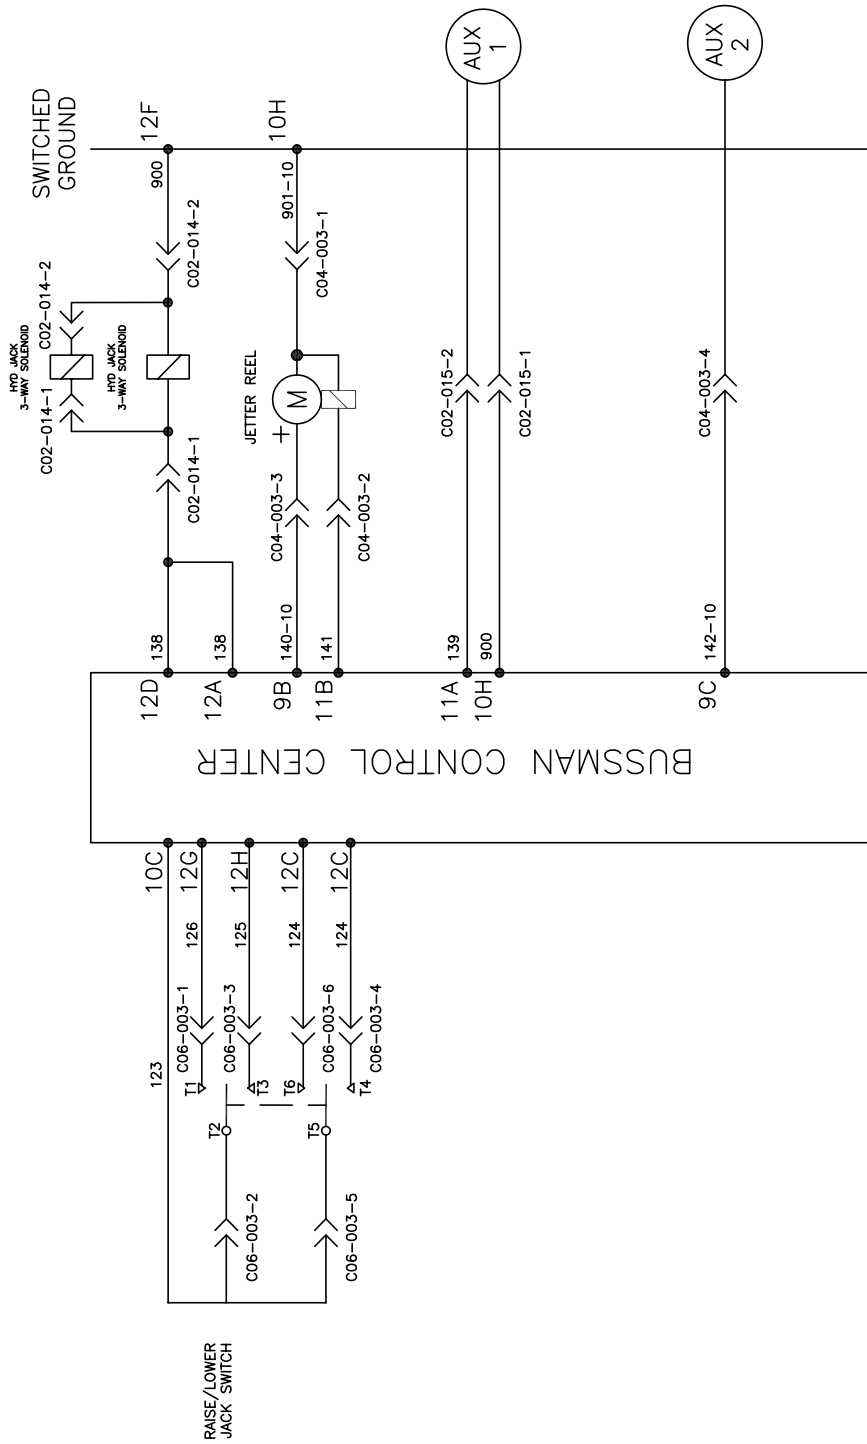 SWITCHED
GROUND
12F
10H
AUX
1
AUX
2
900
901-10
C02-014-2
C04-003-1
HYD JACK
3-WAY SOLENOID
C02-014-2
C02-014-1
HYD JACK
3-WAY SOLENOID
C02-014-1
JETTER REEL
M
+
C04-003-3
C04-003-2
C02-015-2
C02-015-1
C04-003-4
138
138
140-10
141
139
900
142-10
12D
12A
9B
11B
11A
10H
9C
BUSSMAN CONTROL CENTER
10C
12G
12H
12C
12C
123
126
125
124
124
C06-003-1
C06-003-3
C06-003-6
C06-003-4
T1
T3
T6
T4
T2
T5
C06-003-2
C06-003-5
RAISE/LOWER
JACK SWITCH